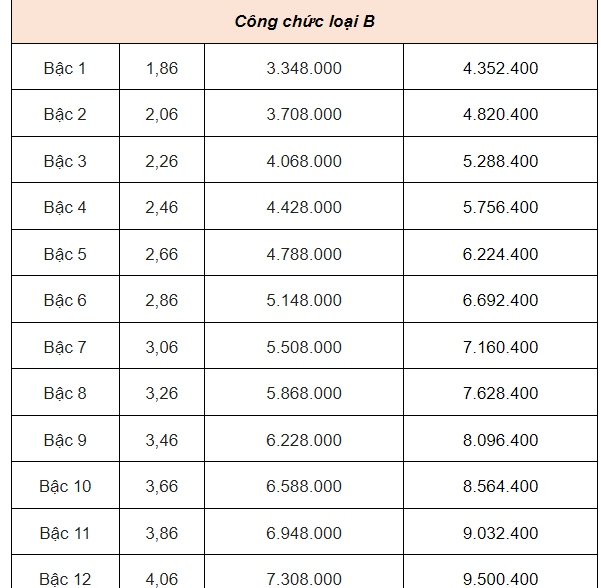 Công chức loại B
Bậc 1 1,86 3.348.000 4.352.400
Bậc 2 2,06 3.708.000 4.820.400
Bậc 3 2,26 4.068.000 5.288.400
Bậc 4 2,46 4.428.000 5.756.400
Bậc 5 2,66 4.788.000 6.224.400
Bậc 6 2,86 5.148.000 6.692.400
Bậc 7 3,06 5.508.000 7.160.400
Bậc 8 3,26 5.868.000 7.628.400
Bậc 9 3,46 6.228.000 8.096.400
Bậc 10 3,66 6.588.000 8.564.400
Bậc 11 3,86 6.948.000 9.032.400
Bậc 12 4,06 7.308.000 9.500.400